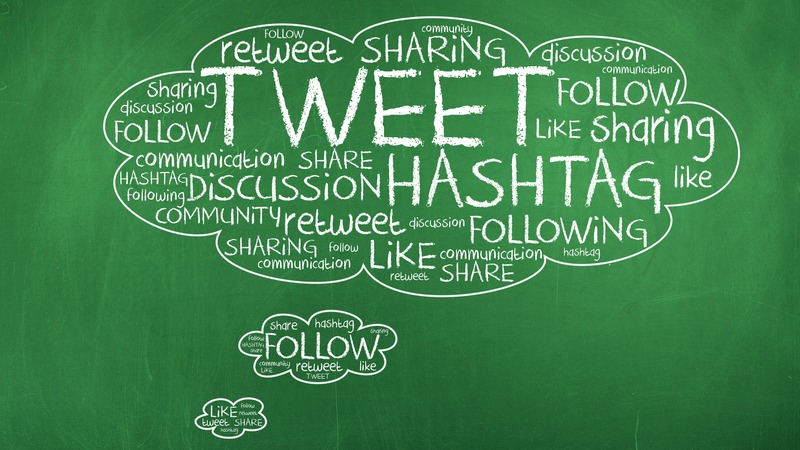 FOLLOW community
retweet SHARiNG discussion
communication
sharing TWEET FOLLOW
discussion
FOLLOW LiKE sharing
communication SHARE
HASHTAG DiSCUSSiON HASHTAG like
following
COMMUNiTY retweet discussion FOLLOWiNG
SHARiNG follow LiKE communication hashtag
communication retweet SHARE
share hashtag sharing
follow
HASHTAG FOLLOW
share
community retweet like
LiKE TWEET
LiKE follow
retweet
tweet SHARE
hashtag